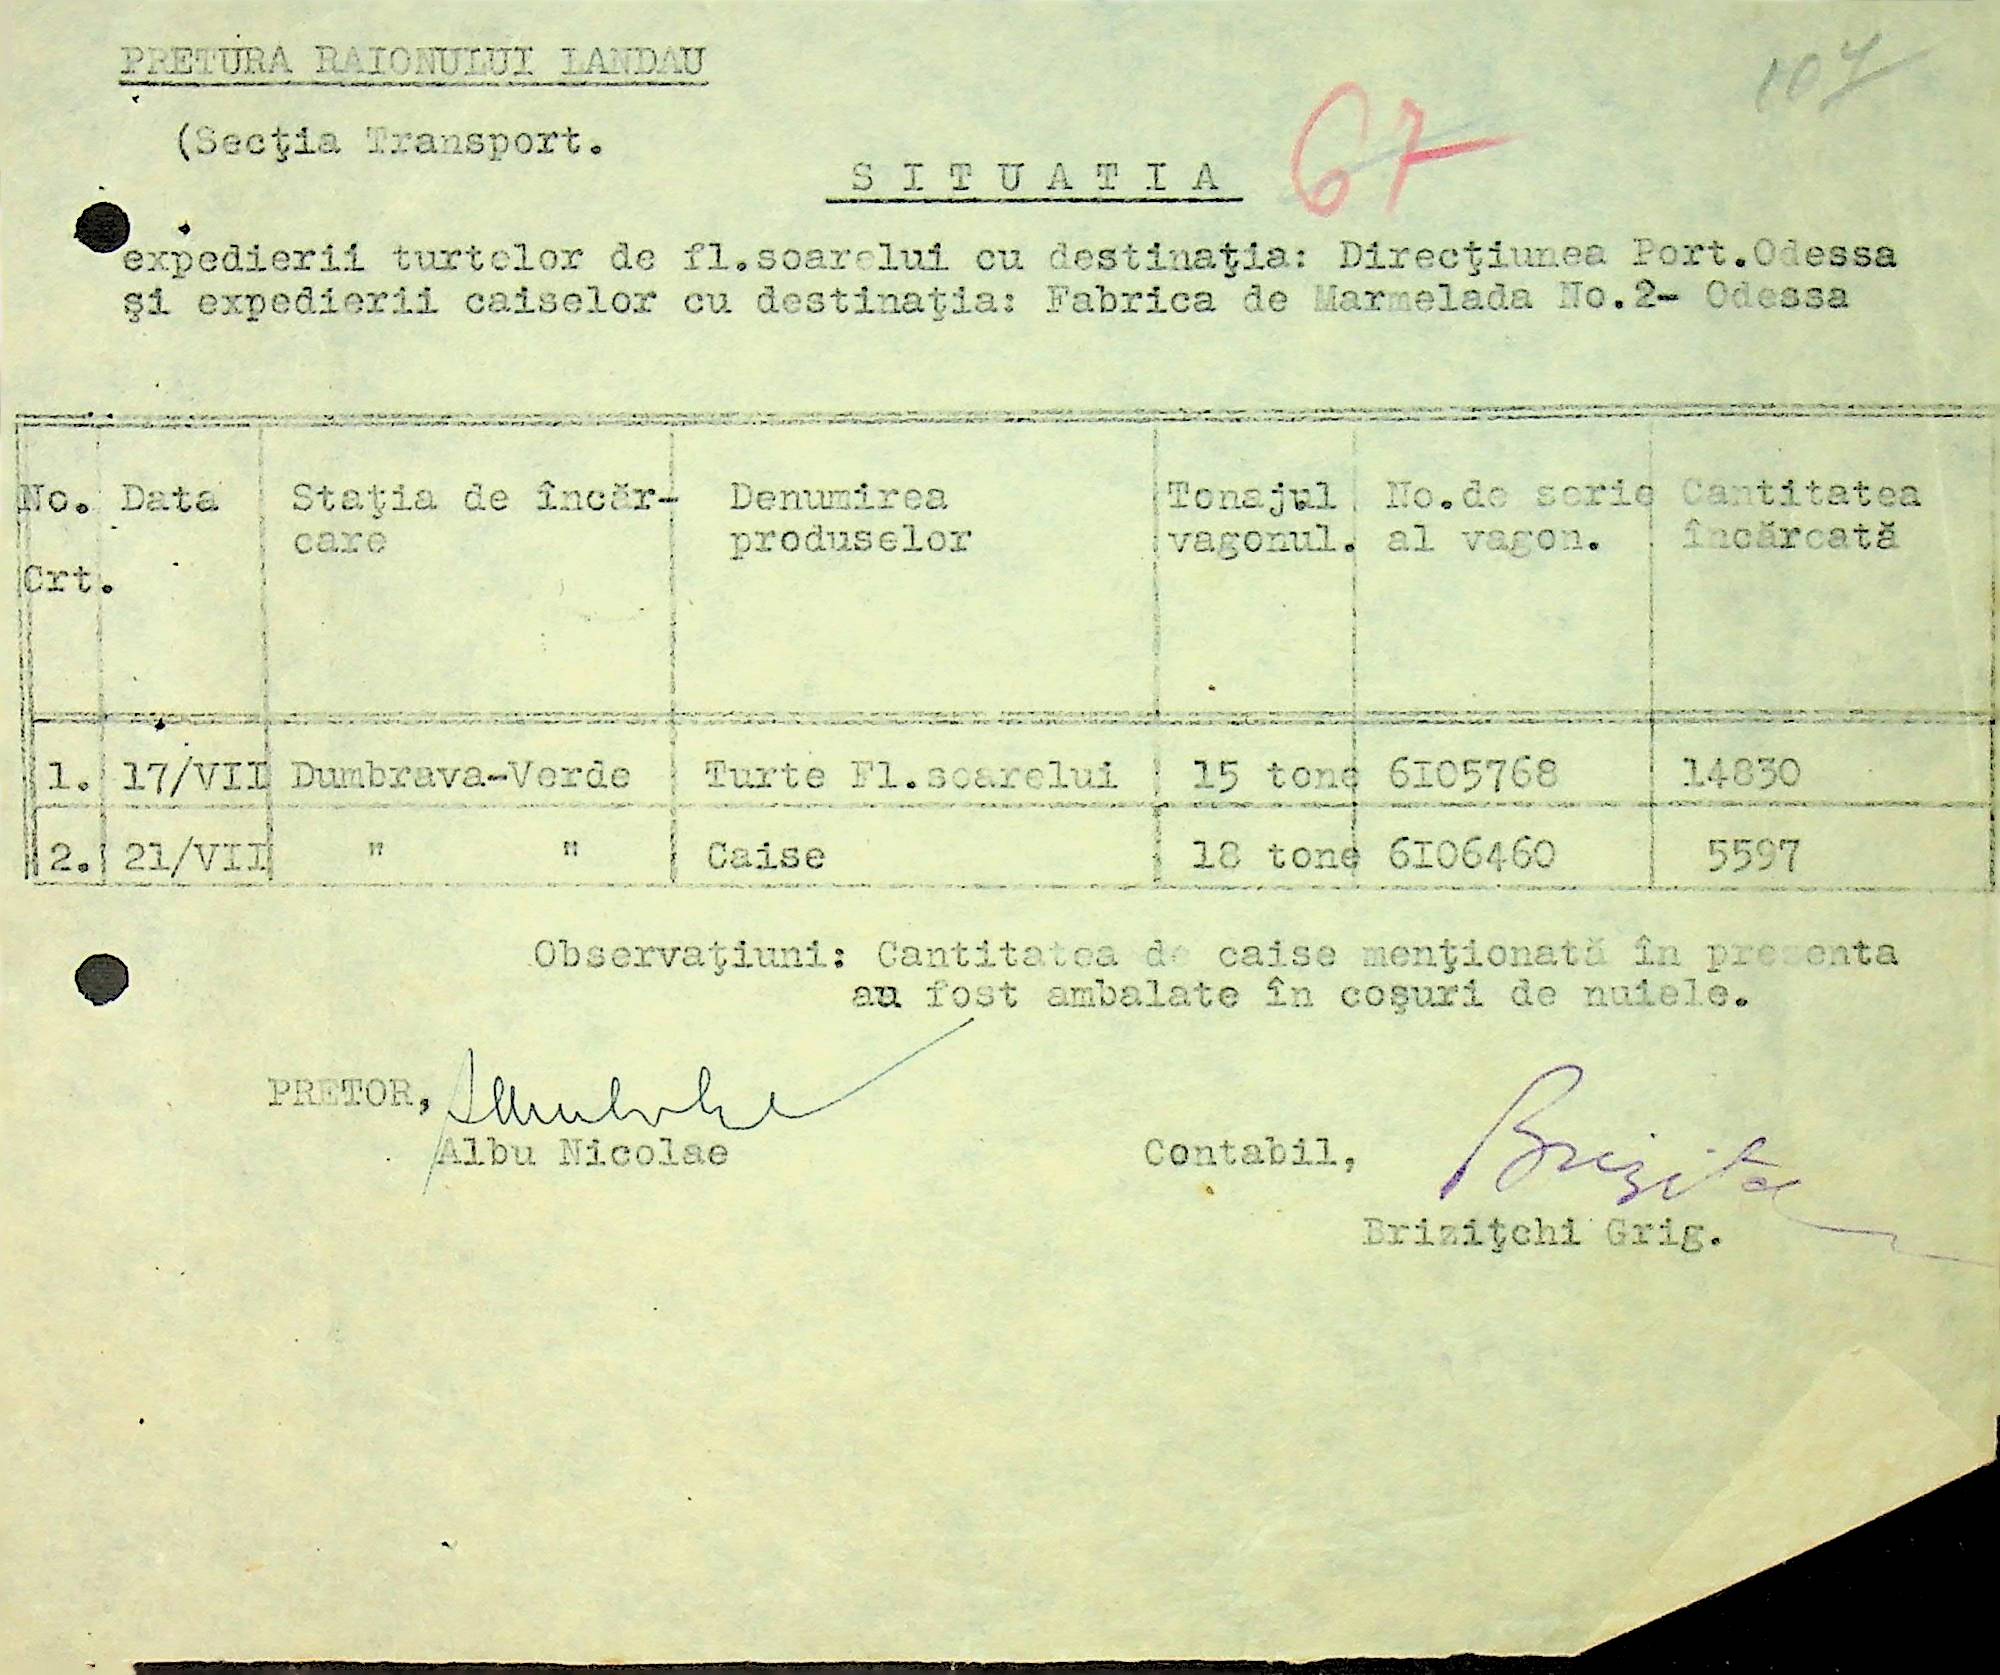 PRETURA RAIONULUI LANDAU
107
(Secţia Transport.
67
S I T U A T I A
expedierii turtelor de fl.soarelui cu destinaţia: Direcţiunea Port.Odessa
şi expedierii caiselor cu destinaţia: Fabrica de Marmelada No.2- Odessa
No. Crt. Data Staţia de încăr-care Denumirea produselor Tonajul vagonul. No.de serie al vagon. Cantitatea încărcată
1. 17/VII Dumbrava-Verde Turte Fl.soarelui 15 tone 6I05768 14830
2. 21/VII " " Caise 18 tone 6I06460 5597
Observaţiuni: Cantitatea de caise menţionată în prezenta
au fost ambalate în coşuri de nuiele.
PRETOR,
Albu Nicolae
Contabil,
Briziţchi Grig.